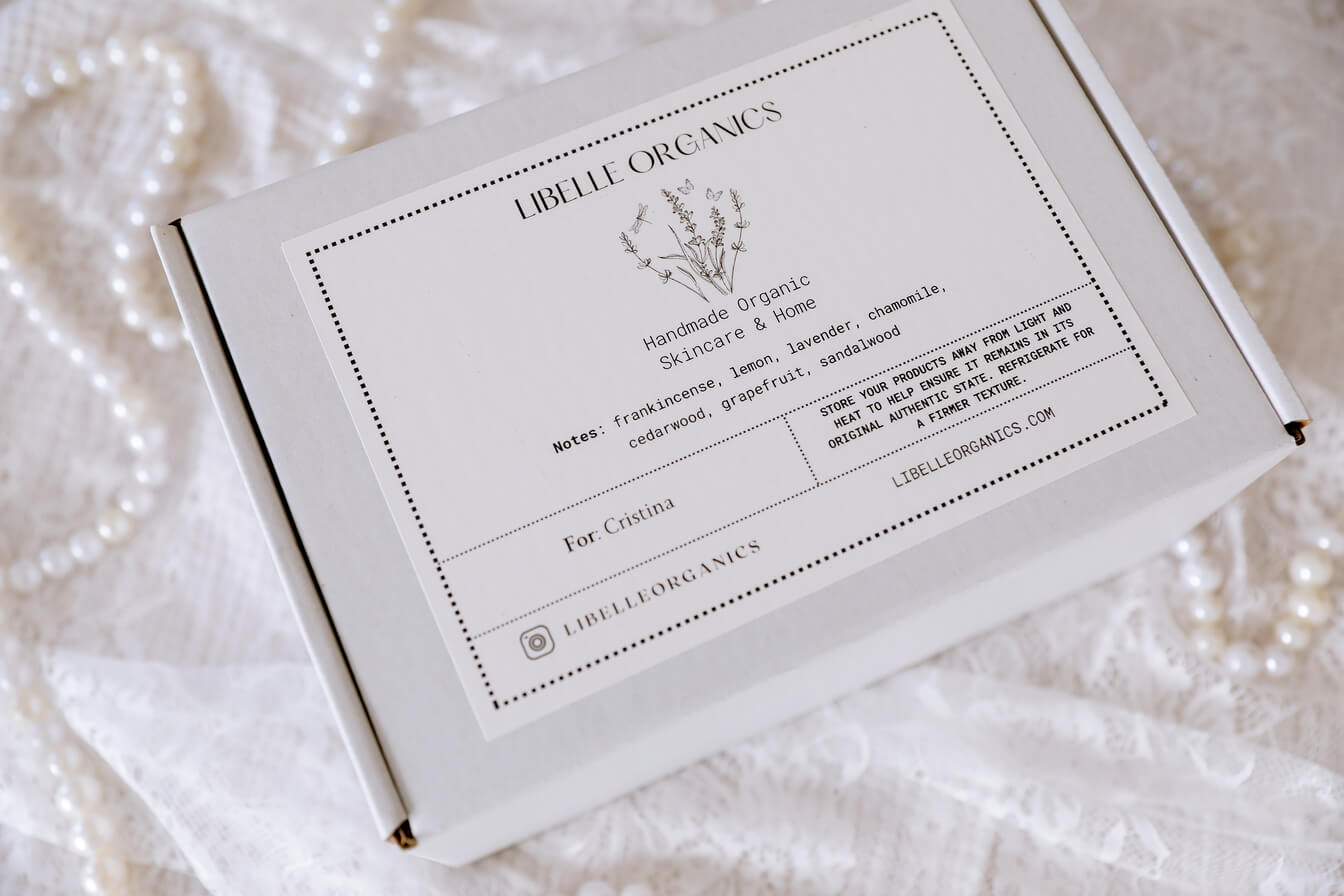 LIBELLE ORGANICS
Handmade Organic
Skincare & Home
Notes: frankincense, lemon, lavender, chamomile,
cedarwood, grapefruit, sandalwood
For: Cristina
STORE YOUR PRODUCTS AWAY FROM LIGHT AND
HEAT TO HELP ENSURE IT REMAINS IN ITS
ORIGINAL AUTHENTIC STATE. REFRIGERATE FOR
A FIRMER TEXTURE.
LIBELLEORGANICS
LIBELLEORGANICS.COM